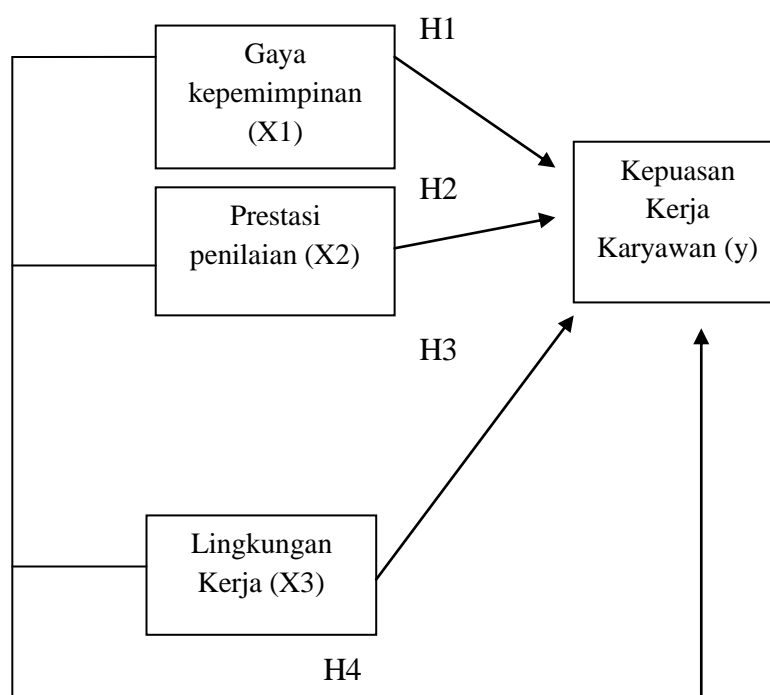 H1
Gaya
kepemimpinan
(X1)
H2
Prestasi
penilaian (X2)
Kepuasan
Kerja
Karyawan (y)
H3
Lingkungan
Kerja (X3)
H4